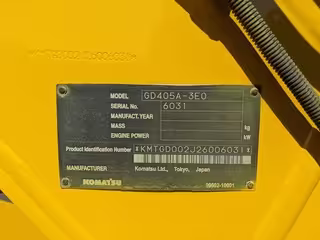 MODEL GD405A-3E0
SERIAL No. 6031
MANUFACT.YEAR
MASS kg
ENGINE POWER kW
Product Identification Number *KMTGD002J26006031*
MANUFACTURER Komatsu Ltd., Tokyo, Japan
KOMATSU